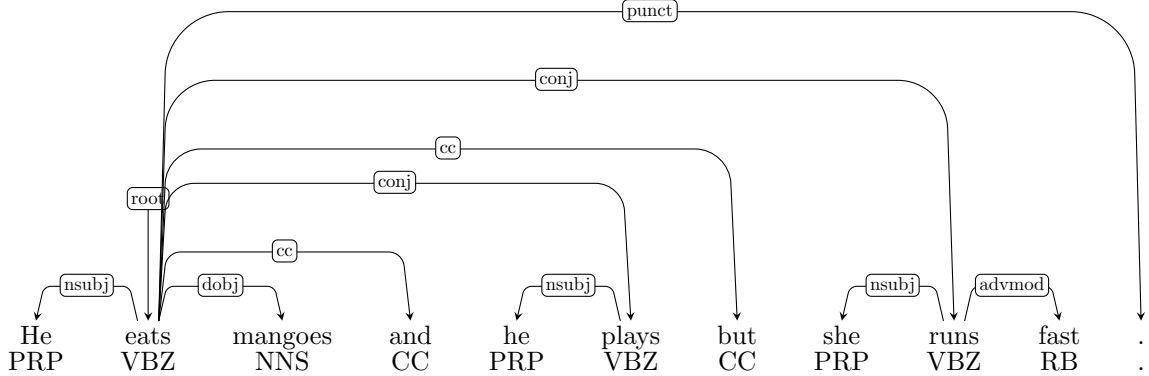 punct
conj
cc
conj
root
cc
nsubj dobj nsubj nsubj advmod
He eats mangoes and he plays but she runs fast .
PRP VBZ NNS CC PRP VBZ CC PRP VBZ RB .